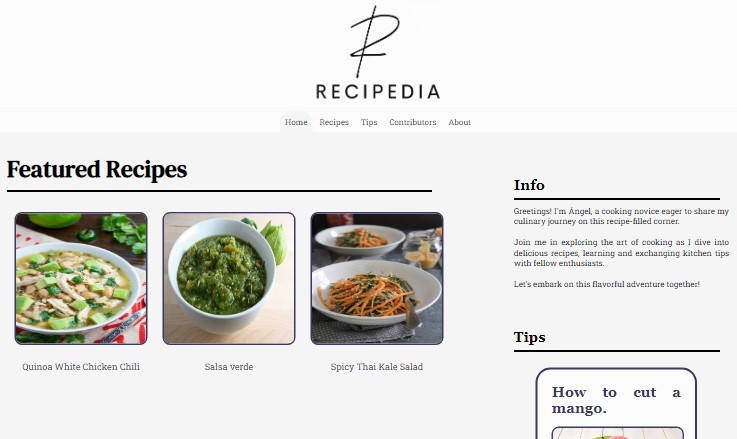 RECIPEDIA
Home Recipes Tips Contributors About
Featured Recipes
Quinoa White Chicken Chili
Salsa verde
Spicy Thai Kale Salad
Info
Greetings! I'm Ángel, a cooking novice eager to share my
culinary journey on this recipe-filled corner.
Join me in exploring the art of cooking as I dive into
delicious recipes, learning and exchanging kitchen tips
with fellow enthusiasts.
Let's embark on this flavorful adventure together!
Tips
How to cut a
mango.